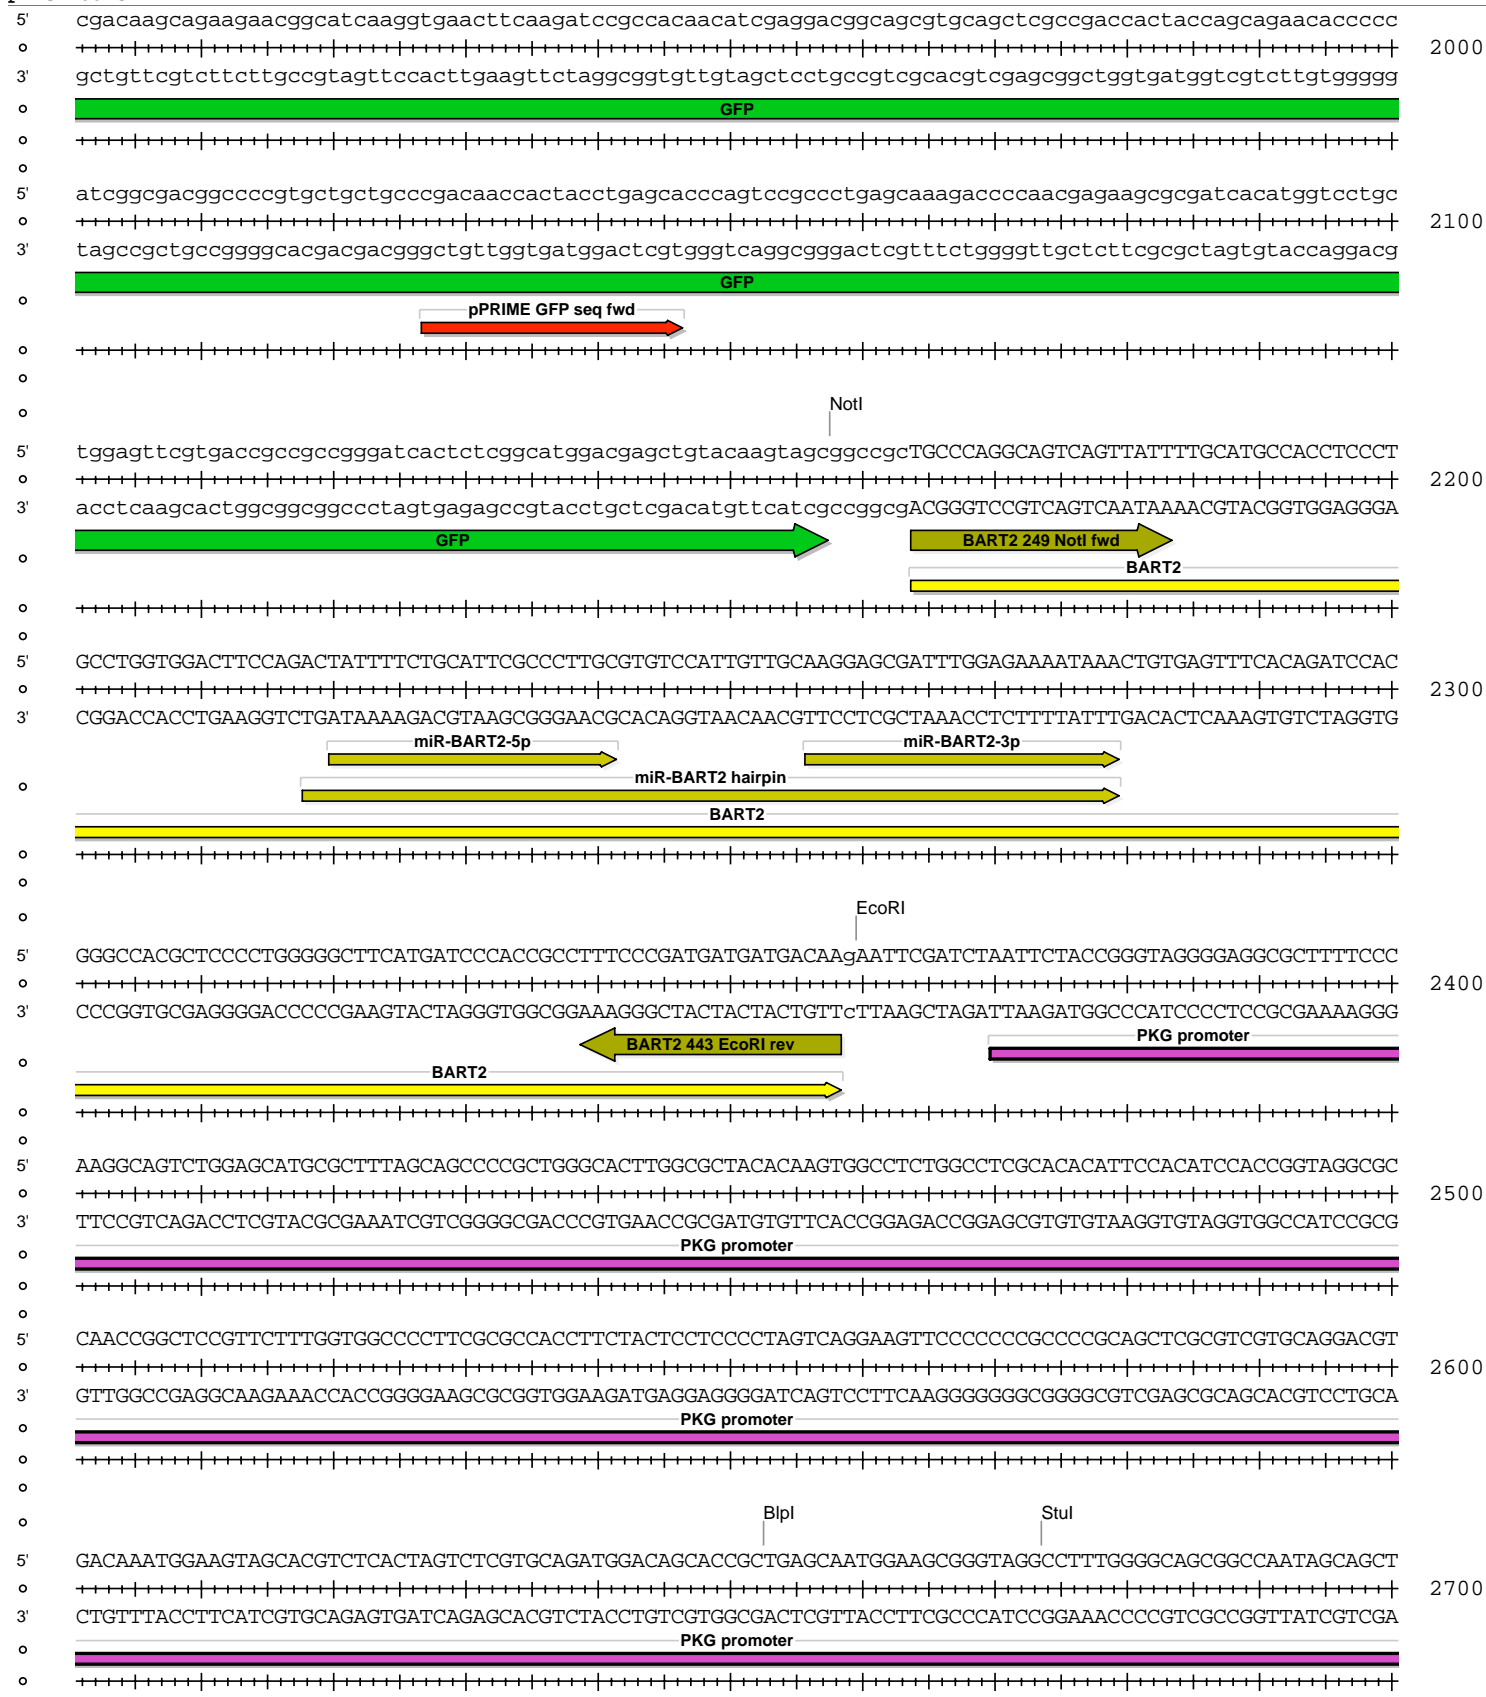 5' cgacaagcagaagaacggcatcaaggtgaacttcaagatccgccacaacatcgaggacggcagcgtgcagctcgccgaccactaccagcagaacaccccc
2000
3' gctgttcgtcttcttgccgtagttccacttgaagttctaggcggtgttgtagctcctgccgtcgcacgtcgagcggctggtgatggtcgtcttgtggggg
GFP
5' atcggcgacggccccgtgctgctgcccgacaaccactacctgagcacccagtccgccctgagcaaagaccccaacgagaagcgcgatcacatggtcctgc
2100
3' tagccgctgccggggcacgacgacgggctgttggtgatggactcgtgggtcaggcgggactcgtttctggggttgctcttcgcgctagtgtaccaggacg
GFP
pPRIME GFP seq fwd
NotI
5' tggagttcgtgaccgccgccgggatcactctcggcatggacgagctgtacaagtagcggccgcTGCCCAGGCAGTCAGTTATTTTGCATGCCACCTCCCT
2200
3' acctcaagcactggcggcggccctagtgagagccgtacctgctcgacatgttcatcgccggcgACGGGTCCGTCAGTCAATAAAACGTACGGTGGAGGGA
GFP
BART2 249 NotI fwd
BART2
5' GCCTGGTGGACTTCCAGACTATTTTCTGCATTCGCCCTTGCGTGTCCATTGTTGCAAGGAGCGATTTGGAGAAAATAAACTGTGAGTTTCACAGATCCAC
2300
3' CGGACCACCTGAAGGTCTGATAAAAGACGTAAGCGGGAACGCACAGGTAACAACGTTCCTCGCTAAACCTCTTTTATTTGACACTCAAAGTGTCTAGGTG
miR-BART2-5p
miR-BART2-3p
miR-BART2 hairpin
BART2
EcoRI
5' GGGCCACGCTCCCCTGGGGGCTTCATGATCCCACCGCCTTTCCCGATGATGATGACAAgAATTCGATCTAATTCTACCGGGTAGGGGAGGCGCTTTTCCC
2400
3' CCCGGTGCGAGGGGACCCCCGAAGTACTAGGGTGGCGGAAAGGGCTACTACTACTGTTcTTAAGCTAGATTAAGATGGCCCATCCCCTCCGCGAAAAGGG
BART2 443 EcoRI rev
PKG promoter
BART2
5' AAGGCAGTCTGGAGCATGCGCTTTAGCAGCCCCGCTGGGCACTTGGCGCTACACAAGTGGCCTCTGGCCTCGCACACATTCCACATCCACCGGTAGGCGC
2500
3' TTCCGTCAGACCTCGTACGCGAAATCGTCGGGGCGACCCGTGAACCGCGATGTGTTCACCGGAGACCGGAGCGTGTGTAAGGTGTAGGTGGCCATCCGCG
PKG promoter
5' CAACCGGCTCCGTTCTTTGGTGGCCCCTTCGCGCCACCTTCTACTCCTCCCCTAGTCAGGAAGTTCCCCCCCGCCCCGCAGCTCGCGTCGTGCAGGACGT
2600
3' GTTGGCCGAGGCAAGAAACCACCGGGGAAGCGCGGTGGAAGATGAGGAGGGGATCAGTCCTTCAAGGGGGGGCGGGGCGTCGAGCGCAGCACGTCCTGCA
PKG promoter
BlpI
StuI
5' GACAAATGGAAGTAGCACGTCTCACTAGTCTCGTGCAGATGGACAGCACCGCTGAGCAATGGAAGCGGGTAGGCCTTTGGGGCAGCGGCCAATAGCAGCT
2700
3' CTGTTTACCTTCATCGTGCAGAGTGATCAGAGCACGTCTACCTGTCGTGGCGACTCGTTACCTTCGCCCATCCGGAAACCCCGTCGCCGGTTATCGTCGA
PKG promoter